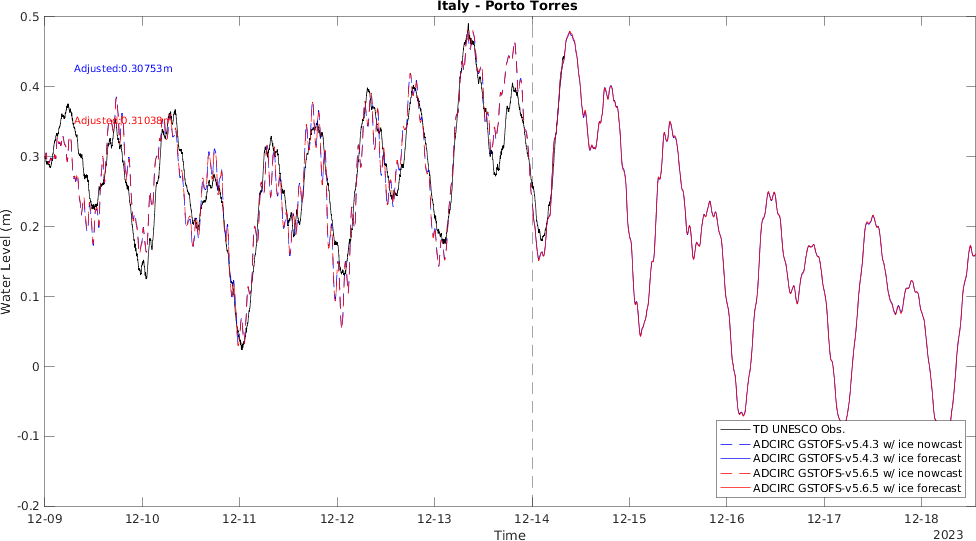 Italy - Porto Torres
0.5
0.4
0.3
0.2
0.1
0
-0.1
-0.2
Water Level (m)
Adjusted:0.30753m
Adjusted:0.31038m
TD UNESCO Obs.
ADCIRC GSTOFS-v5.4.3 w/ ice nowcast
ADCIRC GSTOFS-v5.4.3 w/ ice forecast
ADCIRC GSTOFS-v5.6.5 w/ ice nowcast
ADCIRC GSTOFS-v5.6.5 w/ ice forecast
12-09 12-10 12-11 12-12 12-13 12-14 12-15 12-16 12-17 12-18
Time
2023